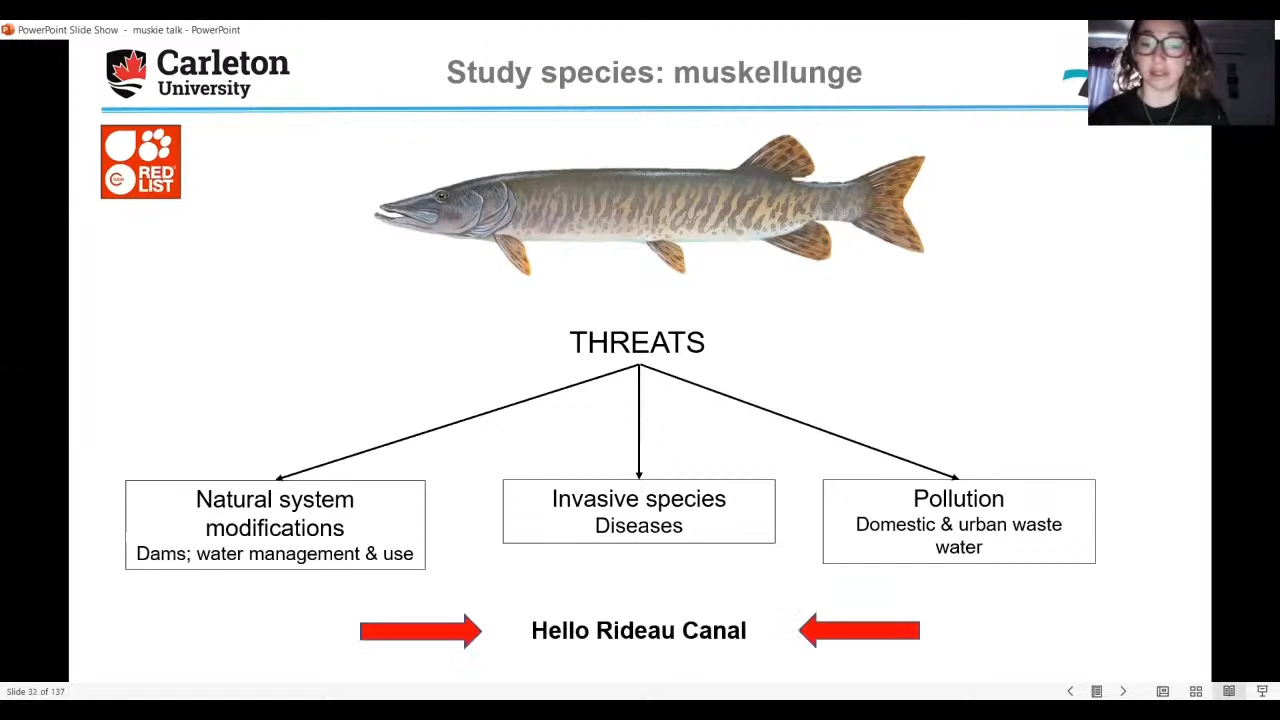 PowerPoint Slide Show - muskie talk - PowerPoint
Carleton
University
Study species: muskellunge
RED
LIST
THREATS
Natural system
modifications
Dams; water management & use
Invasive species
Diseases
Pollution
Domestic & urban waste
water
Hello Rideau Canal
Slide 32 of 137